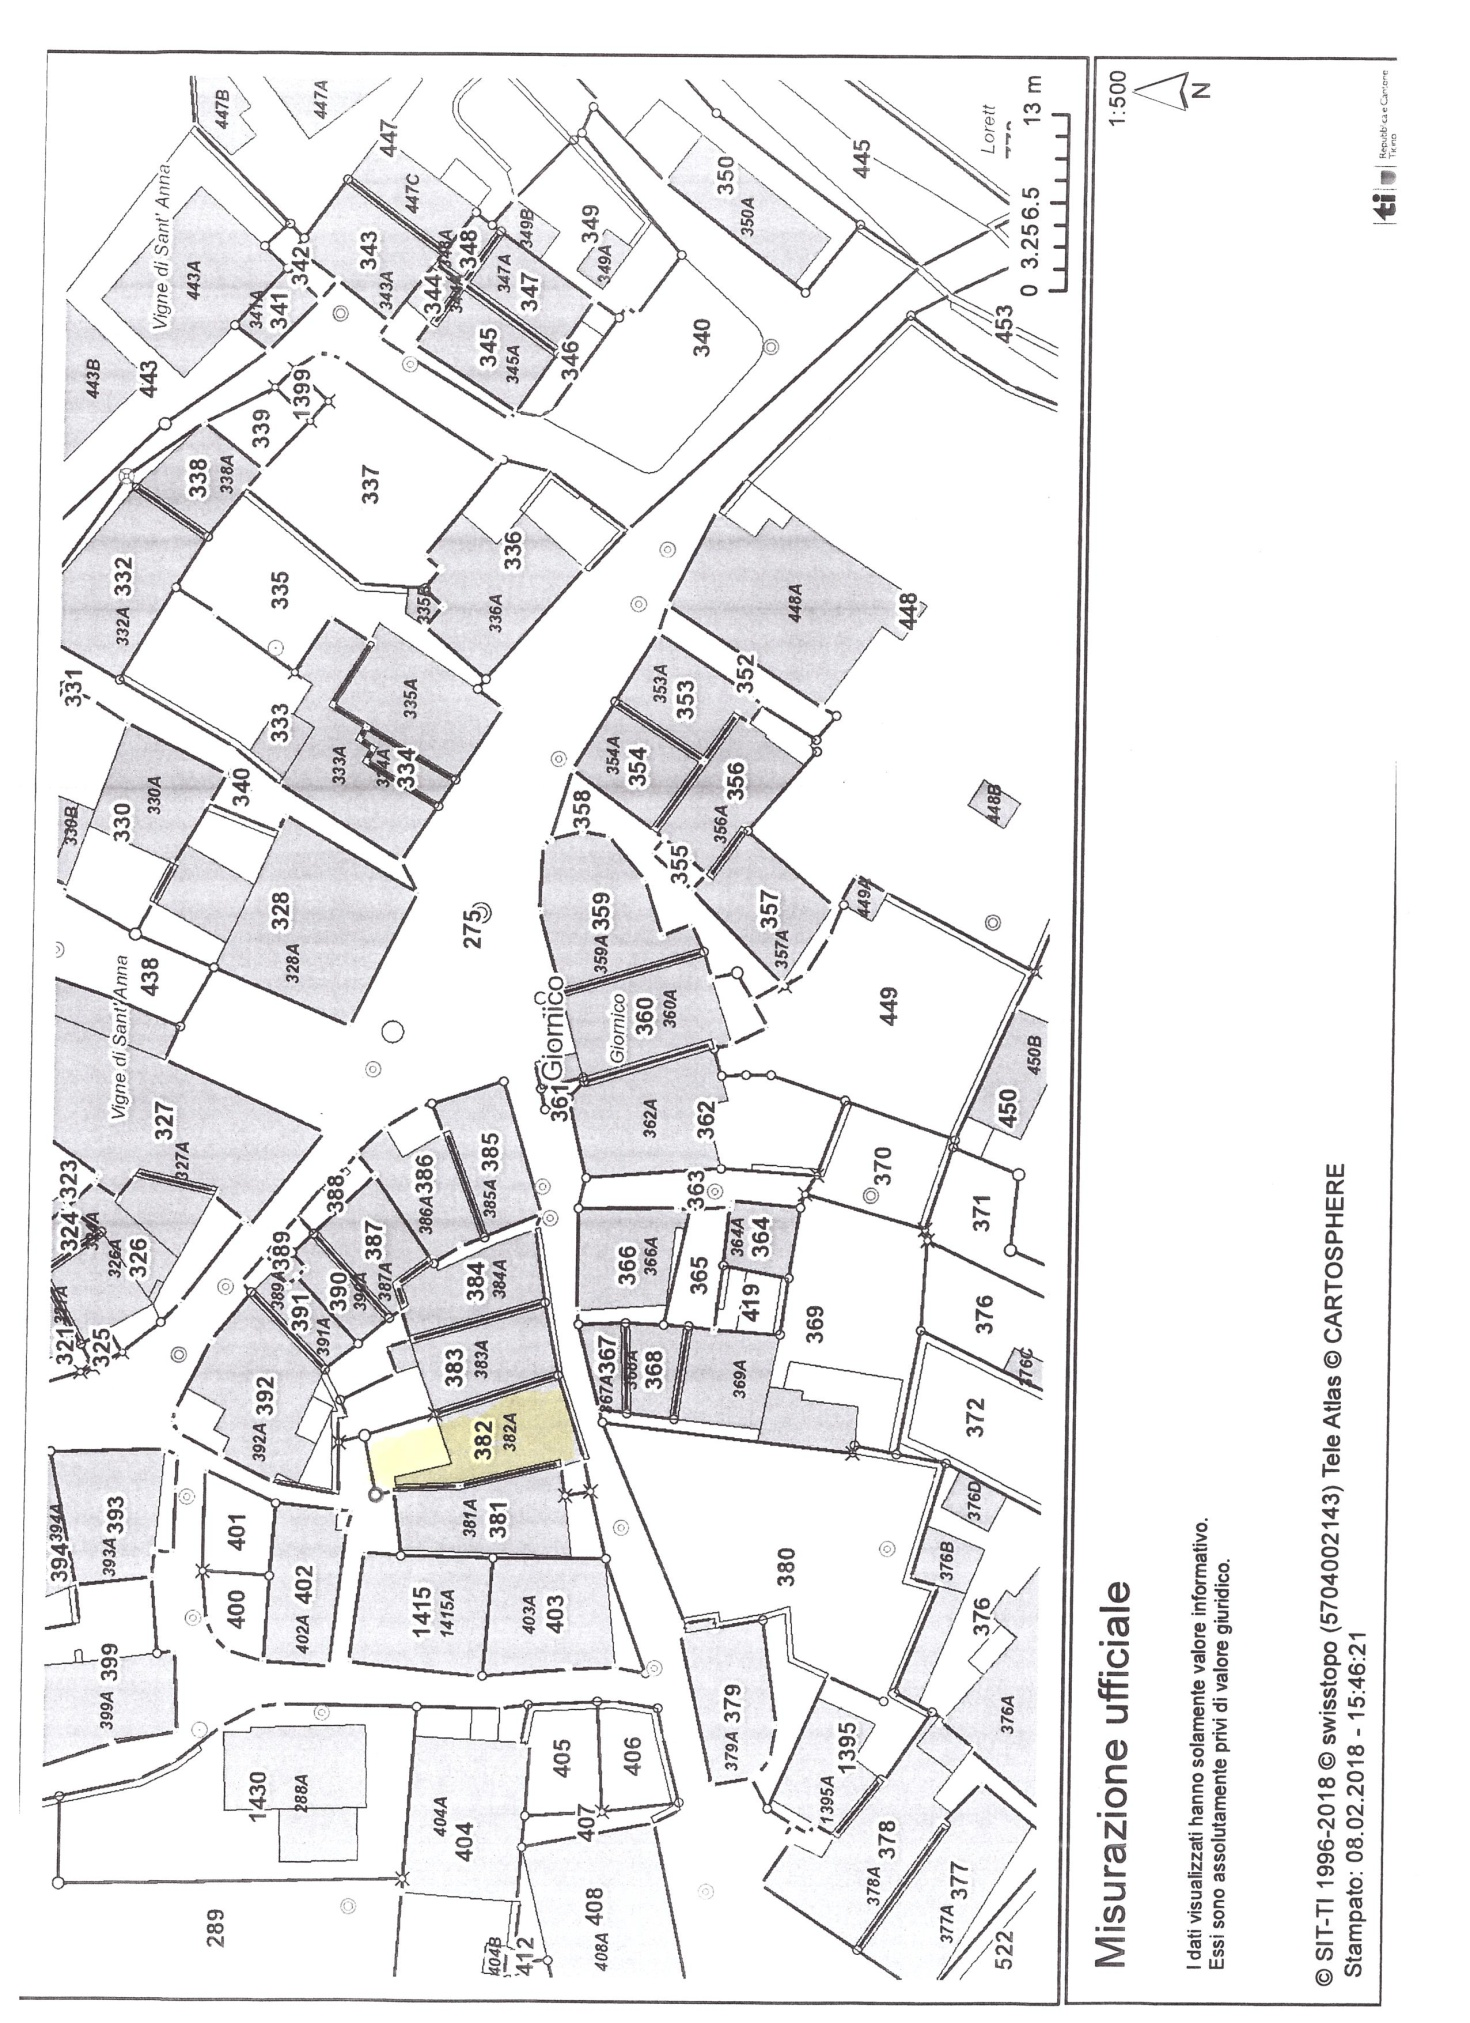 447B
447A
Vigne di Sant' Anna
443A
447
447C
443B
443
341A
341
342
343
343A
344
348
347A
347
349B
349
349A
350
350A
445
Lorett
345
345A
346
340
453
339
1399
338
338A
337
332
332A
335
336
336A
331
333
333A
335A
334
340
330
330A
330B
328
328A
275
438
Vigne di Sant' Anna
327
327A
323
324
326
326A
321
325
448A
448
352
353A
353
354A
354
356
356A
355
358
357
357A
448B
449A
449
359
359A
Giornico
Giornico
360
360A
361
362A
362
450B
450
370
371
363
364A
364
365
366
366A
419
369
376
376C
372
367
368
369A
385
385A
386
386A
388
387
387A
389
389A
390
391
391A
384
384A
383
383A
392
392A
382
382A
381A
381
394
394A
393
393A
401
400
402
402A
1415
1415A
403A
403
399
399A
380
376D
376B
376
376A
379
379A
1395
1395A
378
378A
377
377A
522
1430
288A
404A
404
405
406
407
408
408A
404B
412
289
0 3.25 6.5 13 m
1:500
N
Misurazione ufficiale
I dati visualizzati hanno solamente valore informativo.
Essi sono assolutamente privi di valore giuridico.
© SIT-TI 1996-2018 © swisstopo (5704002143) Tele Atlas © CARTOSPHERE
Stampato: 08.02.2018 - 15:46:21
ti
Repubblica e Cantone
Ticino